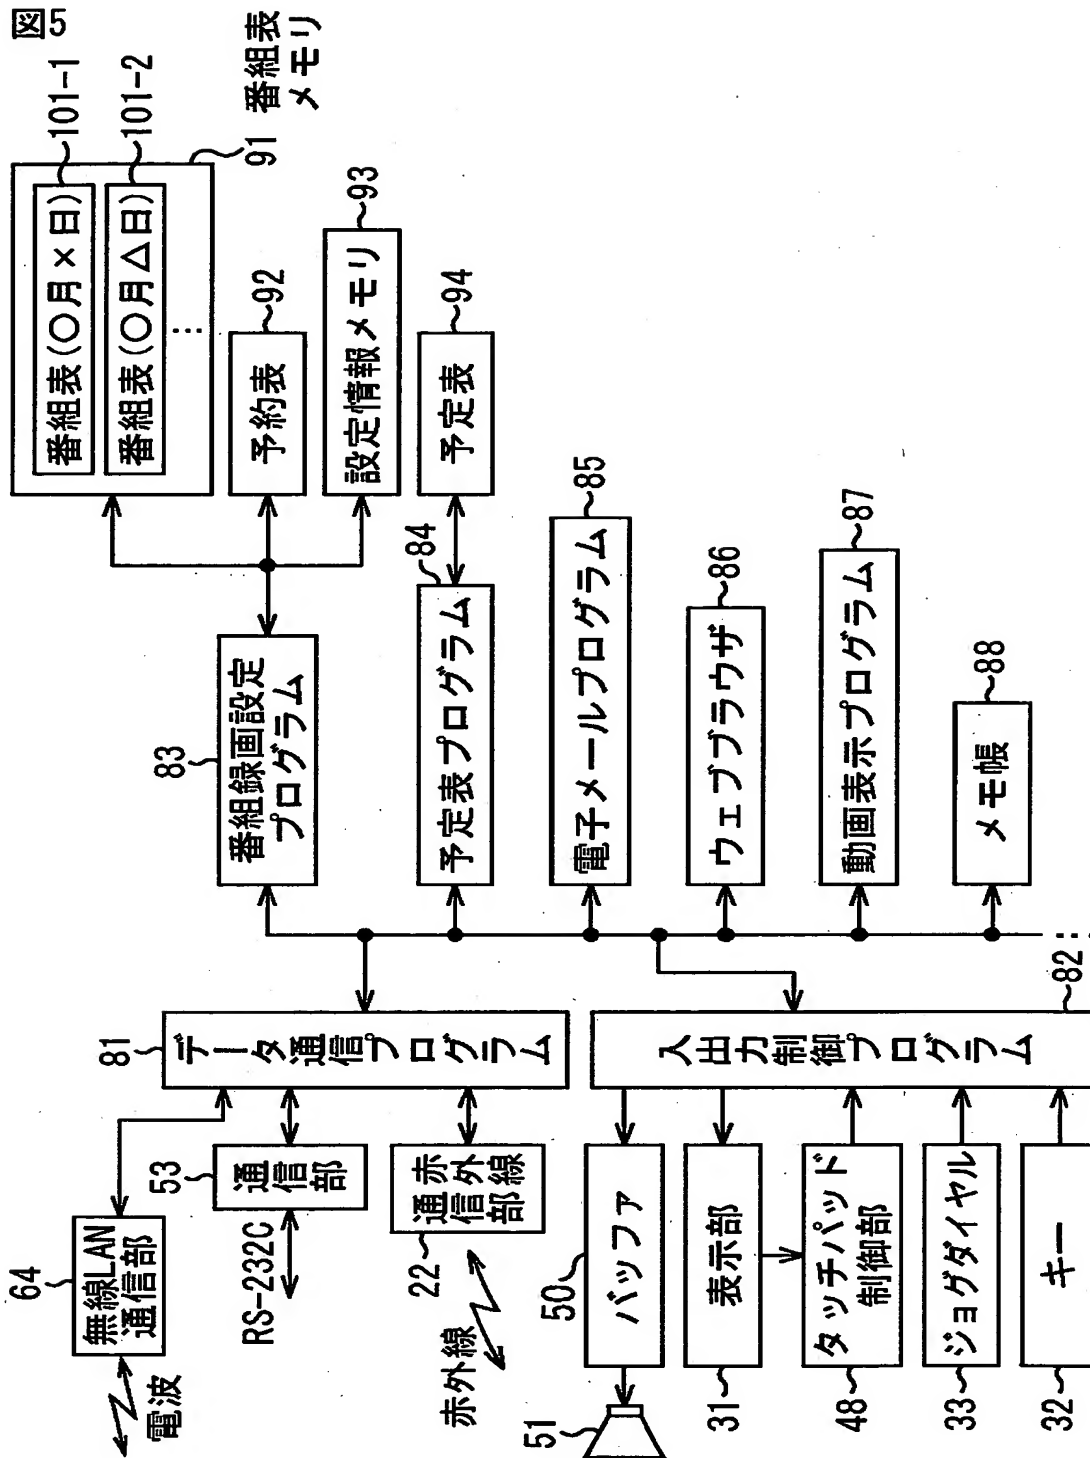 図5
64
無線LAN
通信部
電波
53
通信部
RS-232C
22
赤外線
通信部
赤外線
81
データ通信プログラム
50
バッファ
51
31
表示部
48
タッチパッド
制御部
33
ジョグダイヤル
32
キー
82
入出力制御プログラム
83
番組録画設定
プログラム
84
予定表プログラム
85
電子メールプログラム
86
ウェブブラウザ
87
動画表示プログラム
88
メモ帳
…
番組表(○月×日)
101-1
番組表(○月△日)
101-2
…
91
番組表
メモリ
92
予約表
93
設定情報メモリ
94
予定表